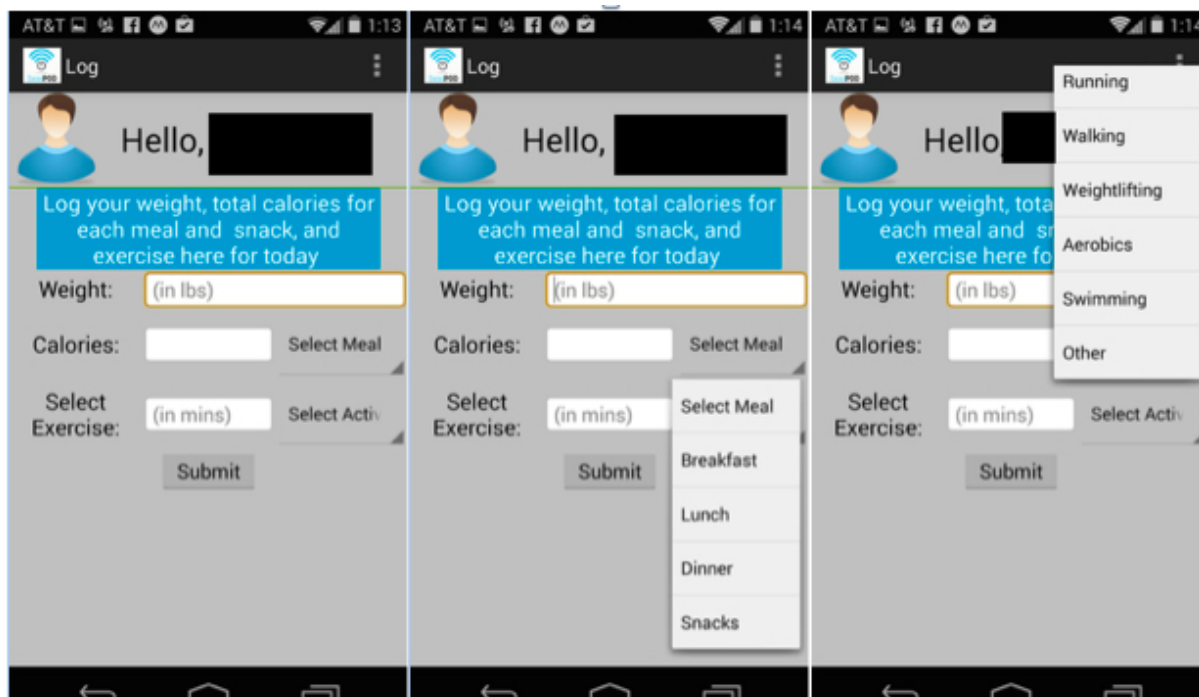 AT&T 1:13
Log
Hello,
Log your weight, total calories for
each meal and snack, and
exercise here for today
Weight: (in lbs)
Calories: Select Meal
Select
Exercise: (in mins) Select Activ
Submit
AT&T 1:14
Log
Hello,
Log your weight, total calories for
each meal and snack, and
exercise here for today
Weight: (in lbs)
Calories: Select Meal
Select
Exercise: (in mins)
Submit
Select Meal
Breakfast
Lunch
Dinner
Snacks
AT&T 1:14
Log
Hello
Log your weight, tota
each meal and sn
exercise here fo
Weight: (in lbs)
Calories:
Select
Exercise: (in mins) Select Activ
Submit
Running
Walking
Weightlifting
Aerobics
Swimming
Other